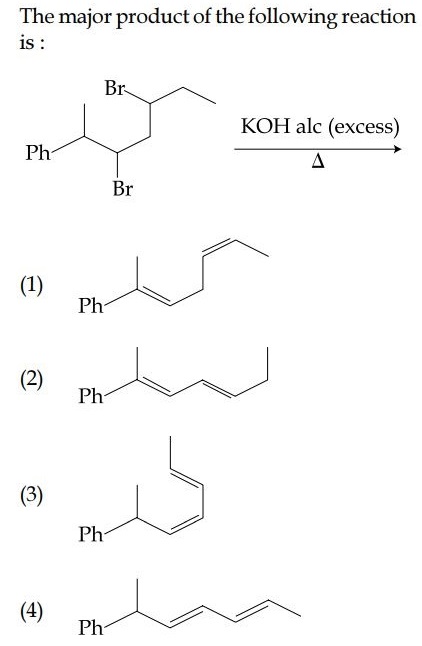 The major product of the following reaction
is :
Br
KOH alc (excess)
Δ
Ph
Br
(1)
Ph
(2)
Ph
(3)
Ph
(4)
Ph